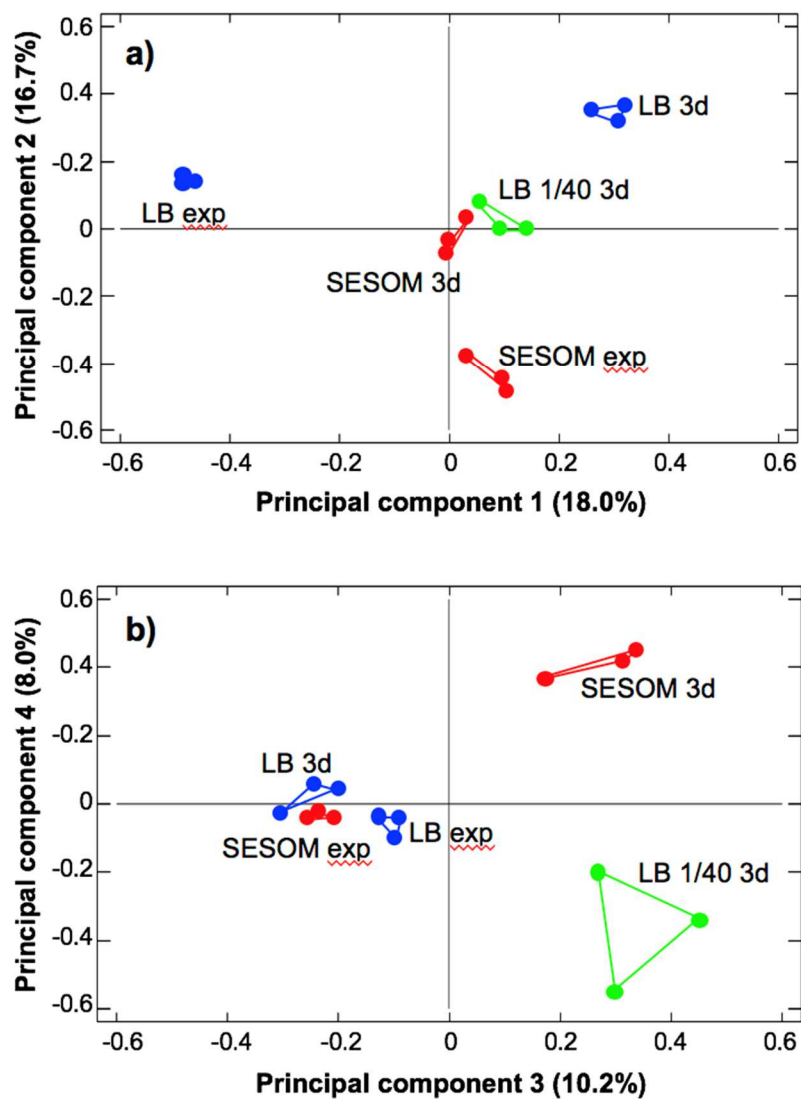 a)
Principal component 2 (16.7%)
0.6
0.4
-0.2
0
-0.2
-0.4
-0.6
LB 3d
LB exp
LB 1/40 3d
SESOM 3d
SESOM exp
-0.6
-0.4
-0.2
0
0.2
0.4
0.6
Principal component 1 (18.0%)
b)
Principal component 4 (8.0%)
0.6
0.4
-0.2
0
-0.2
-0.4
-0.6
SESOM 3d
LB 3d
SESOM exp
LB exp
LB 1/40 3d
-0.6
-0.4
-0.2
0
0.2
0.4
0.6
Principal component 3 (10.2%)